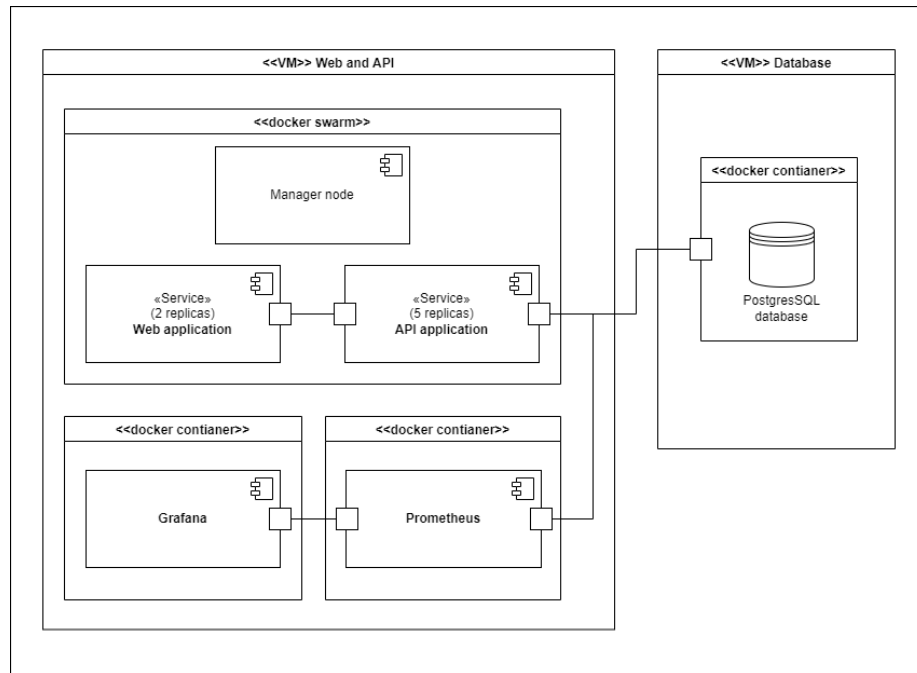 <<VM>> Web and API
<<VM>> Database
<<docker swarm>>
Manager node
«Service»
(2 replicas)
Web application
«Service»
(5 replicas)
API application
<<docker contianer>>
PostgresSQL
database
<<docker contianer>>
Grafana
<<docker contianer>>
Prometheus